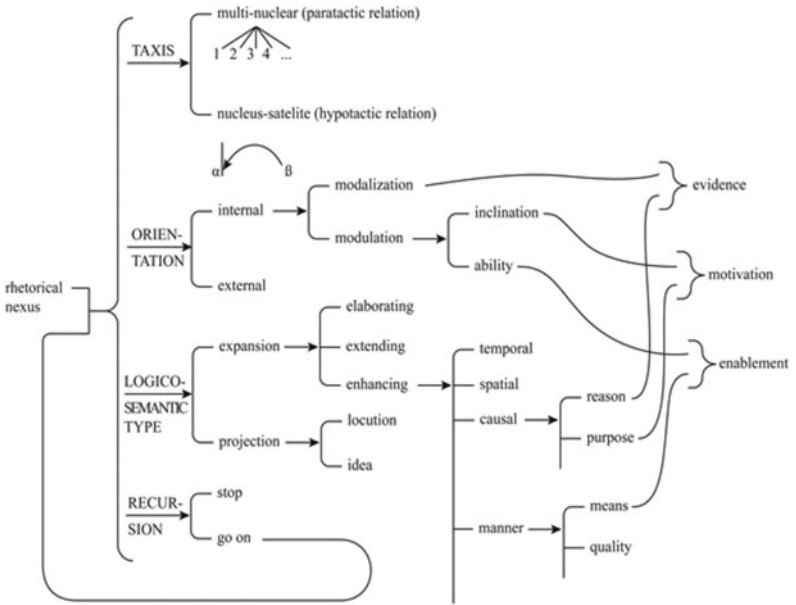 multi-nuclear (paratactic relation)
TAXIS
1 2 3 4 ...
nucleus-satelite (hypotactic relation)
α β
modalization
evidence
internal
inclination
ORIEN-
TATION
modulation
ability
motivation
external
rhetorical
nexus
elaborating
expansion
extending
temporal
enablement
LOGICO-
SEMANTIC
TYPE
enhancing
spatial
reason
locution
causal
projection
purpose
idea
stop
RECUR-
SION
means
go on
manner
quality